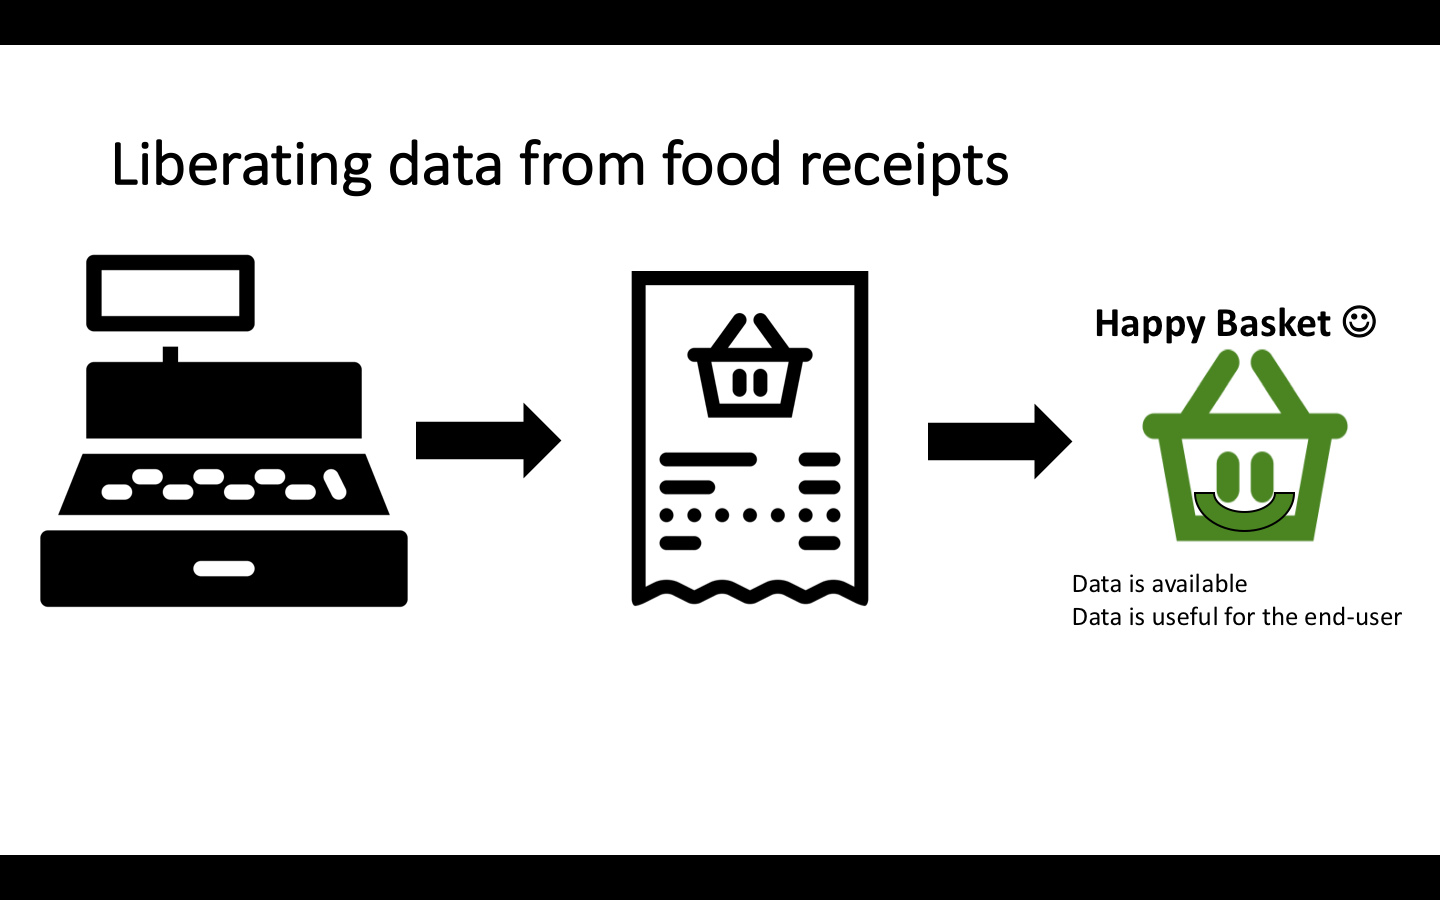 Liberating data from food receipts
Happy Basket ☺
Data is available
Data is useful for the end-user